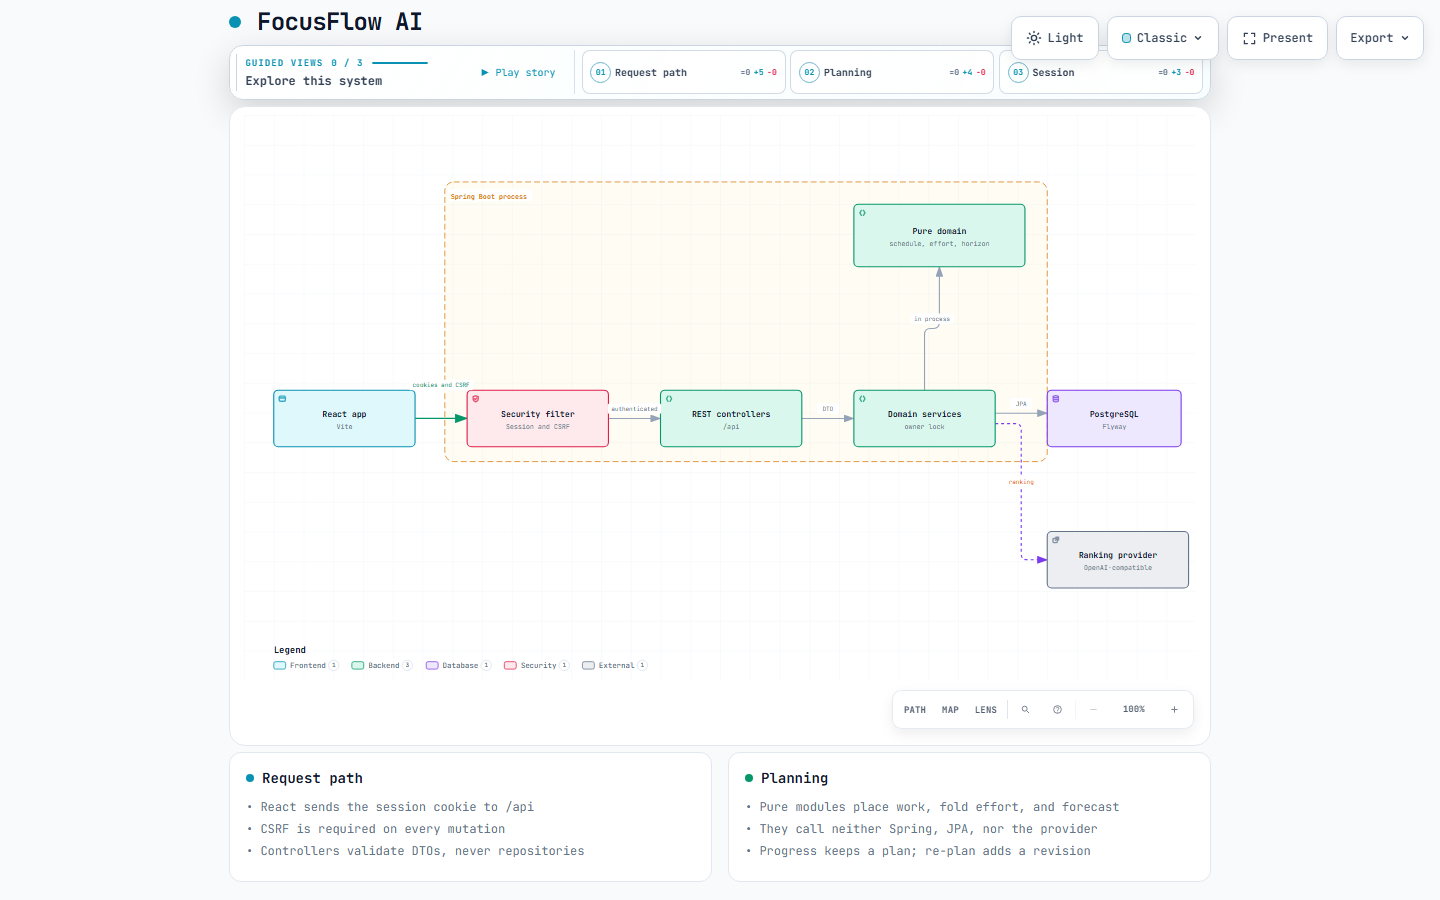 FocusFlow AI
Light
Classic
Present
Export
GUIDED VIEWS 0 / 3
Explore this system
Play story
01 Request path =0 +5 -0
02 Planning =0 +4 -0
03 Session =0 +3 -0
Spring Boot process
Pure domain
schedule, effort, horizon
in process
cookies and CSRF
React app
Vite
Security filter
Session and CSRF
authenticated
REST controllers
/api
DTO
Domain services
owner lock
JPA
PostgreSQL
Flyway
ranking
Ranking provider
OpenAI-compatible
Legend
Frontend 1 Backend 3 Database 1 Security 1 External 1
PATH MAP LENS 100%
Request path
• React sends the session cookie to /api
• CSRF is required on every mutation
• Controllers validate DTOs, never repositories
Planning
• Pure modules place work, fold effort, and forecast
• They call neither Spring, JPA, nor the provider
• Progress keeps a plan; re-plan adds a revision